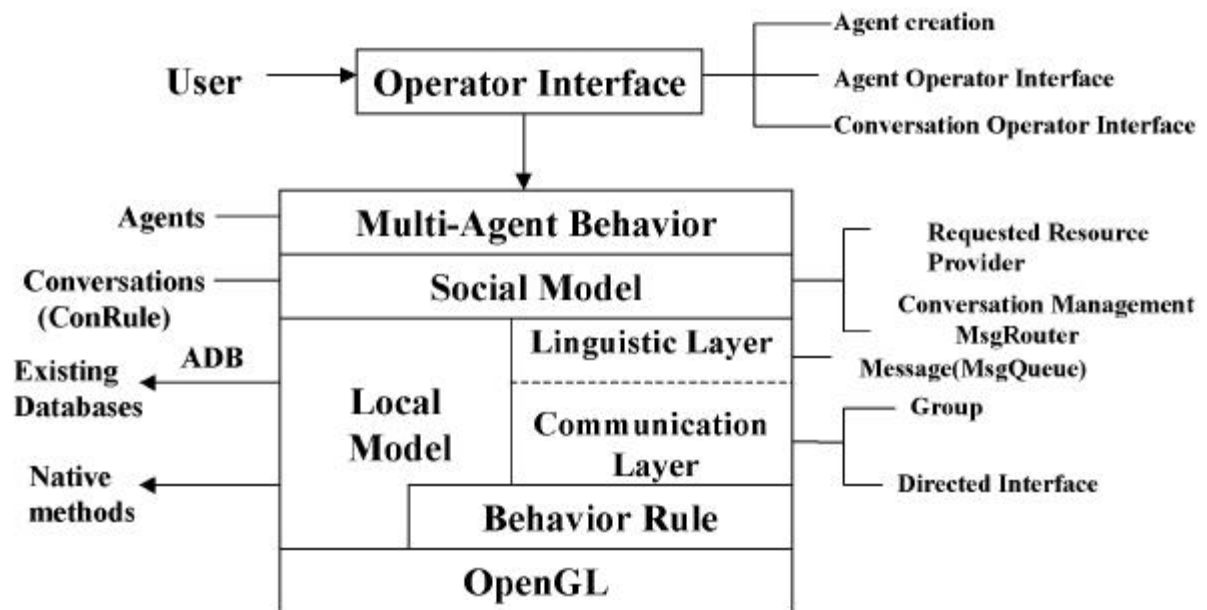 Agent creation
User
Operator Interface
Agent Operator Interface
Conversation Operator Interface
Agents
Multi-Agent Behavior
Requested Resource
Provider
Conversations
(ConRule)
Social Model
Conversation Management
MsgRouter
Linguistic Layer
Message(MsgQueue)
ADB
Existing
Databases
Local
Model
Communication
Layer
Group
Directed Interface
Native
methods
Behavior Rule
OpenGL